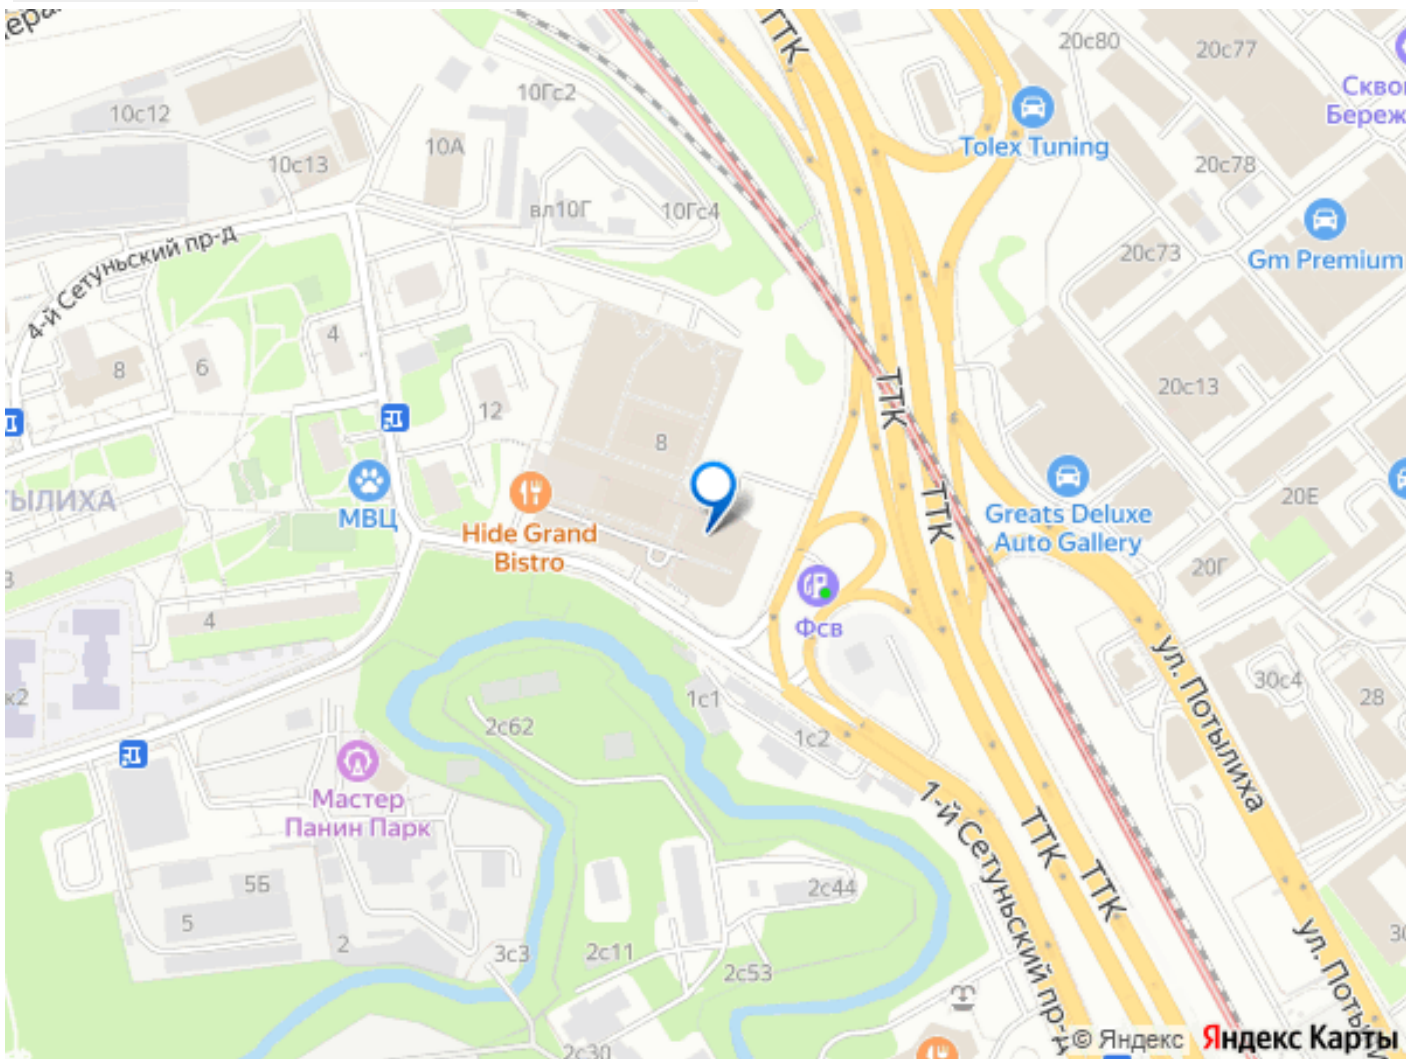 ТТК
20с80
20с77
10Гс2
10с12
Tolex Tuning
10А
10с13
20с78
вл10Г
10Гс4
Gm Premium
20с73
4-й Сетуньский пр-д
4
8
6
20с13
ТТК
12
8
МВЦ
Hide Grand
Bistro
ТТК
Greats Deluxe
Auto Gallery
20Е
20Г
Фсв
4
ул. Потылиха
30с4
28
к2
1с1
2с62
1с2
Мастер
Панин Парк
1-й Сетуньский пр-д
ТТК
ТТК
5Б
2с44
5
2
3с3
2с11
2с53
ул. Поты
2с30
© Яндекс Яндекс Карты